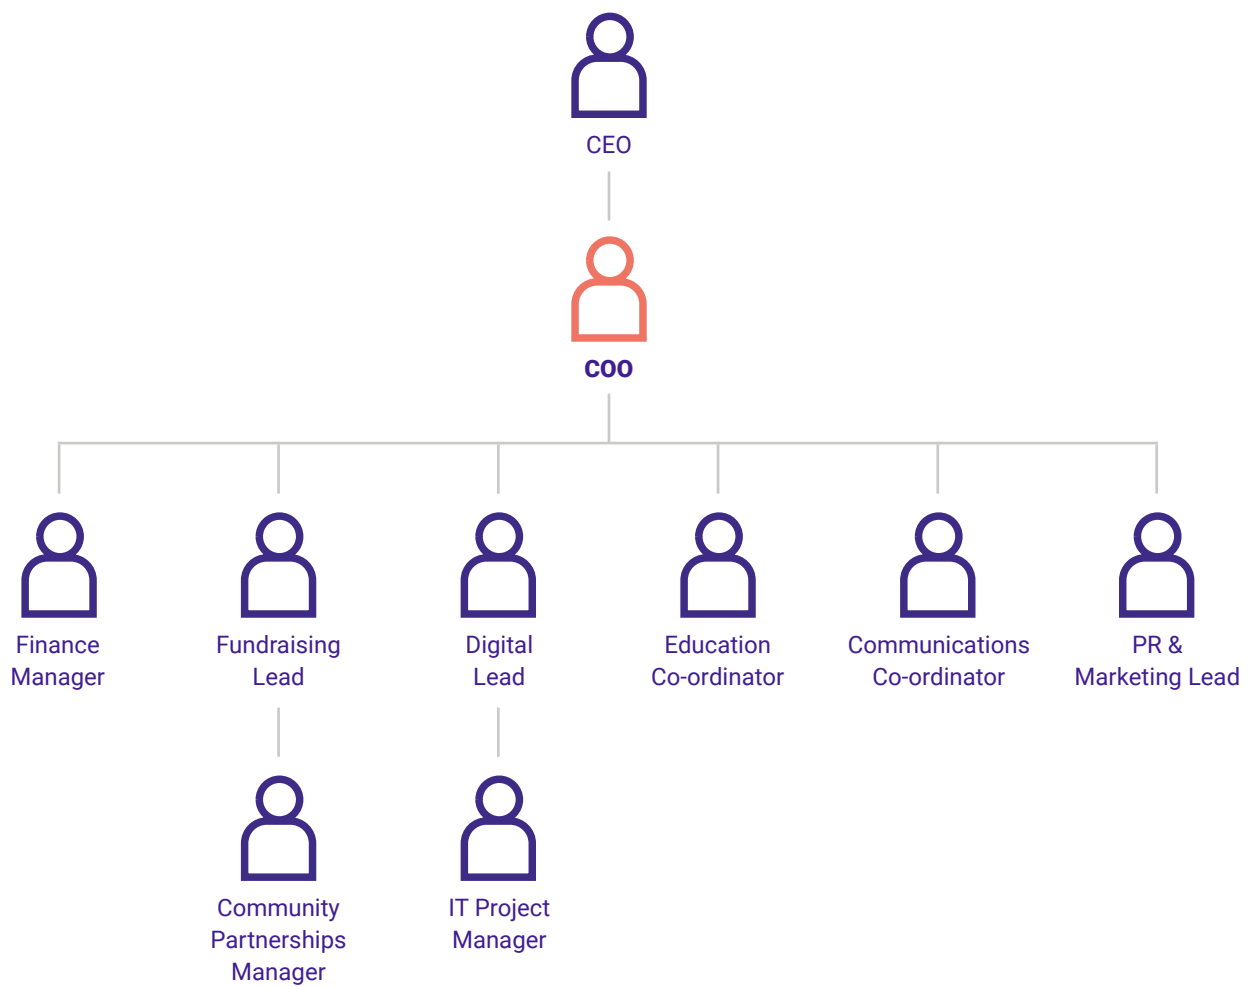 CEO
COO
Finance
Manager
Fundraising
Lead
Digital
Lead
Education
Co-ordinator
Communications
Co-ordinator
PR &
Marketing Lead
Community
Partnerships
Manager
IT Project
Manager